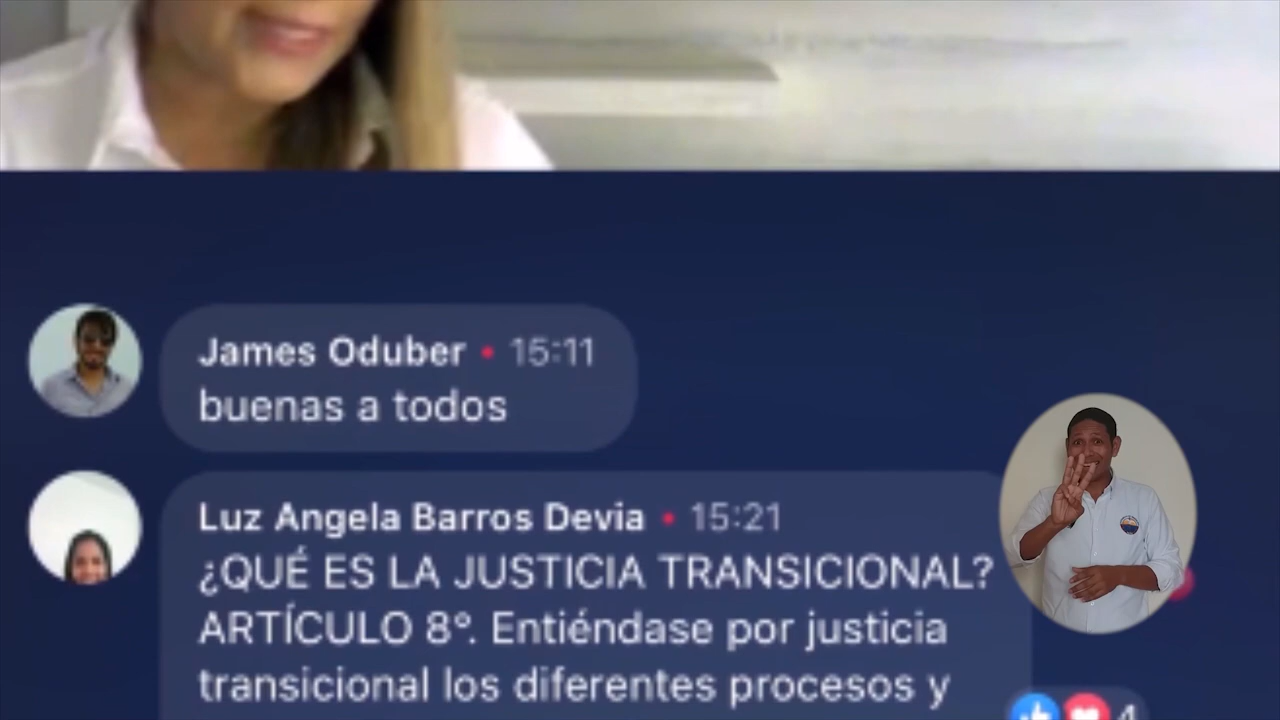 James Oduber • 15:11
buenas a todos
Luz Angela Barros Devia • 15:21
¿QUÉ ES LA JUSTICIA TRANSICIONAL?
ARTÍCULO 8º. Entiéndase por justicia
transicional los diferentes procesos y
4